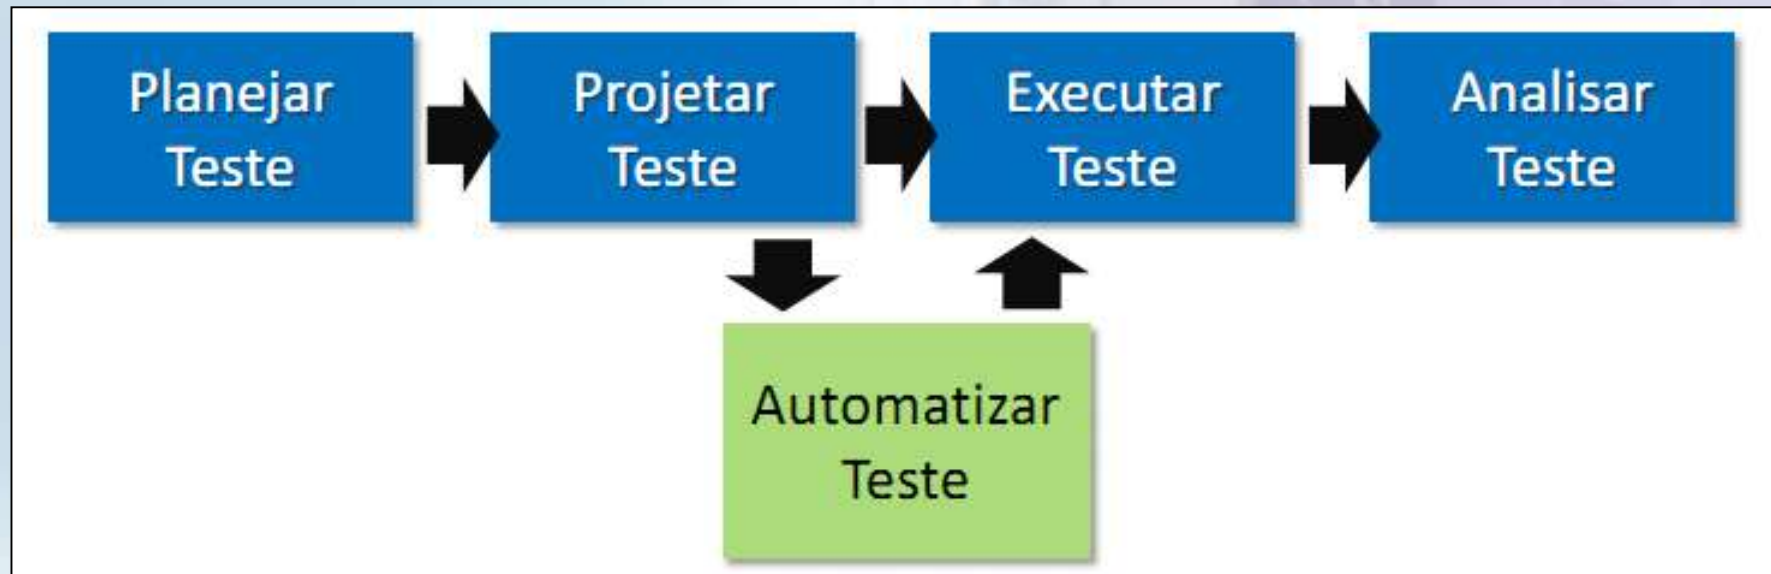 Planejar
Teste
Projetar
Teste
Executar
Teste
Analisar
Teste
Automatizar
Teste